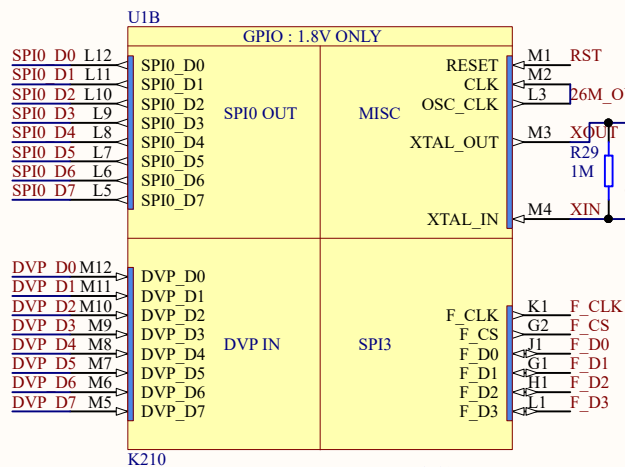 U1B
GPIO : 1.8V ONLY
SPI0_D0 L12 SPI0_D0
SPI0_D1 L11 SPI0_D1
SPI0_D2 L10 SPI0_D2
SPI0_D3 L9 SPI0_D3
SPI0_D4 L8 SPI0_D4
SPI0_D5 L7 SPI0_D5
SPI0_D6 L6 SPI0_D6
SPI0_D7 L5 SPI0_D7
SPI0 OUT
MISC
RESET M1 RST
CLK M2
OSC_CLK L3 26M_O
XTAL_OUT M3 XOUT
R29
1M
XTAL_IN M4 XIN
DVP_D0 M12 DVP_D0
DVP_D1 M11 DVP_D1
DVP_D2 M10 DVP_D2
DVP_D3 M9 DVP_D3
DVP_D4 M8 DVP_D4
DVP_D5 M7 DVP_D5
DVP_D6 M6 DVP_D6
DVP_D7 M5 DVP_D7
DVP IN
SPI3
F_CLK K1 F_CLK
F_CS G2 F_CS
F_D0 J1 F_D0
F_D1 G1 F_D1
F_D2 H1 F_D2
F_D3 L1 F_D3
K210